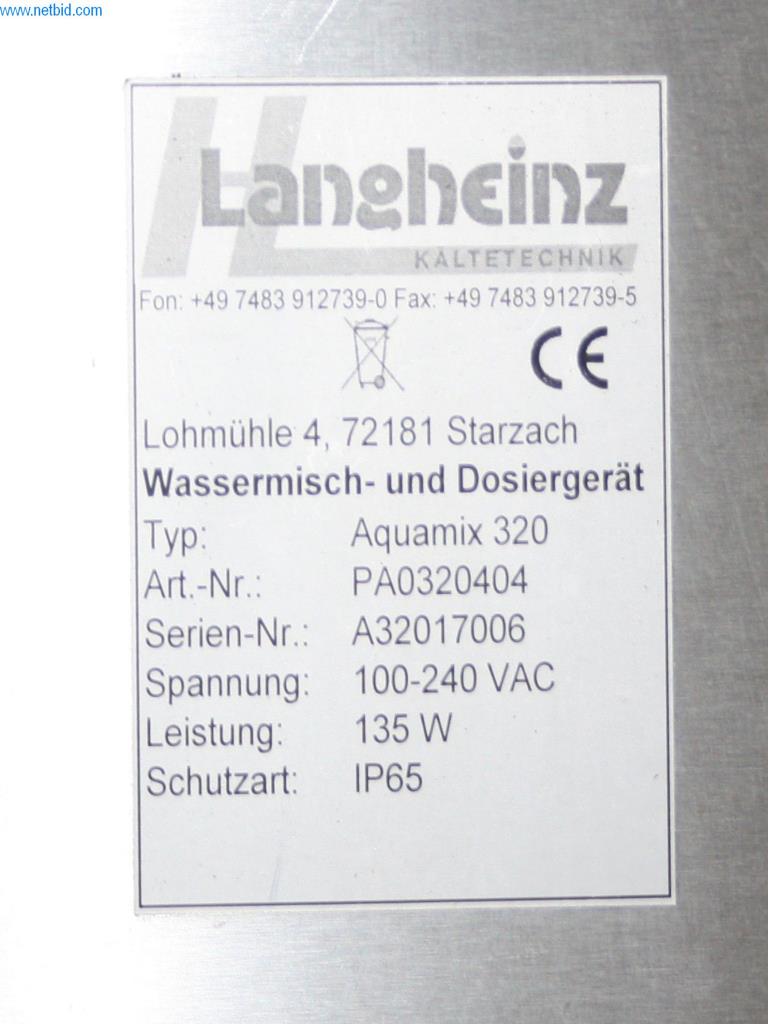 www.netbid.com
Langheinz
KÄLTETECHNIK
Fon: +49 7483 912739-0 Fax: +49 7483 912739-5
CE
Lohmühle 4, 72181 Starzach
Wassermisch- und Dosiergerät
Typ: Aquamix 320
Art.-Nr.: PA0320404
Serien-Nr.: A32017006
Spannung: 100-240 VAC
Leistung: 135 W
Schutzart: IP65